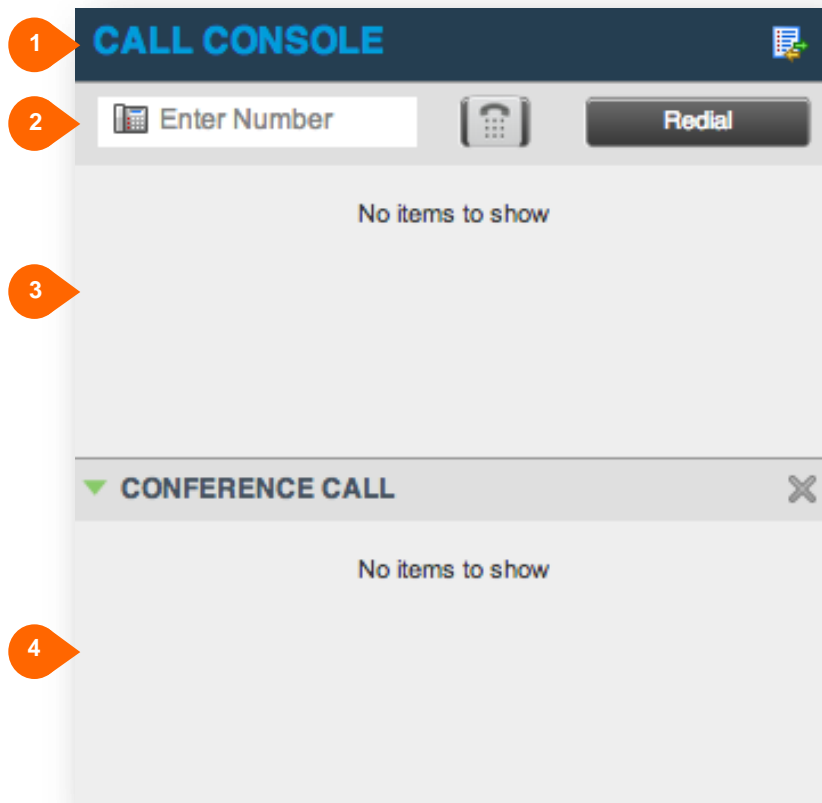 1
CALL CONSOLE
2
Enter Number
Redial
No items to show
3
CONFERENCE CALL
No items to show
4